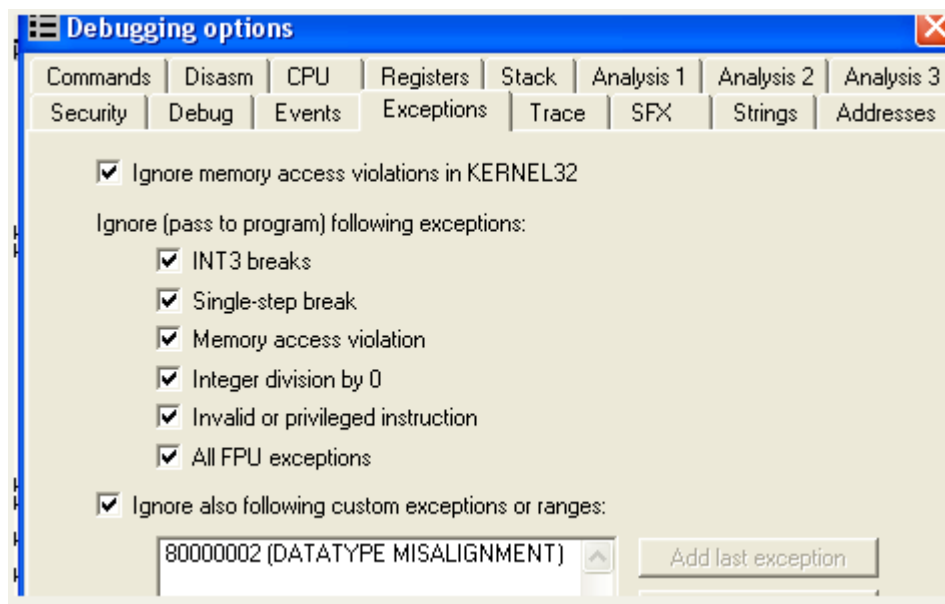 Debugging options
Commands Disasm CPU Registers Stack Analysis 1 Analysis 2 Analysis 3
Security Debug Events Exceptions Trace SFX Strings Addresses
Ignore memory access violations in KERNEL32
Ignore (pass to program) following exceptions:
INT3 breaks
Single-step break
Memory access violation
Integer division by 0
Invalid or privileged instruction
All FPU exceptions
Ignore also following custom exceptions or ranges:
80000002 (DATATYPE MISALIGNMENT) Add last exception